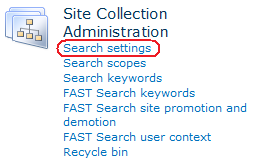 Site Collection
Administration
Search settings
Search scopes
Search keywords
FAST Search keywords
FAST Search site promotion and
demotion
FAST Search user context
Recycle bin